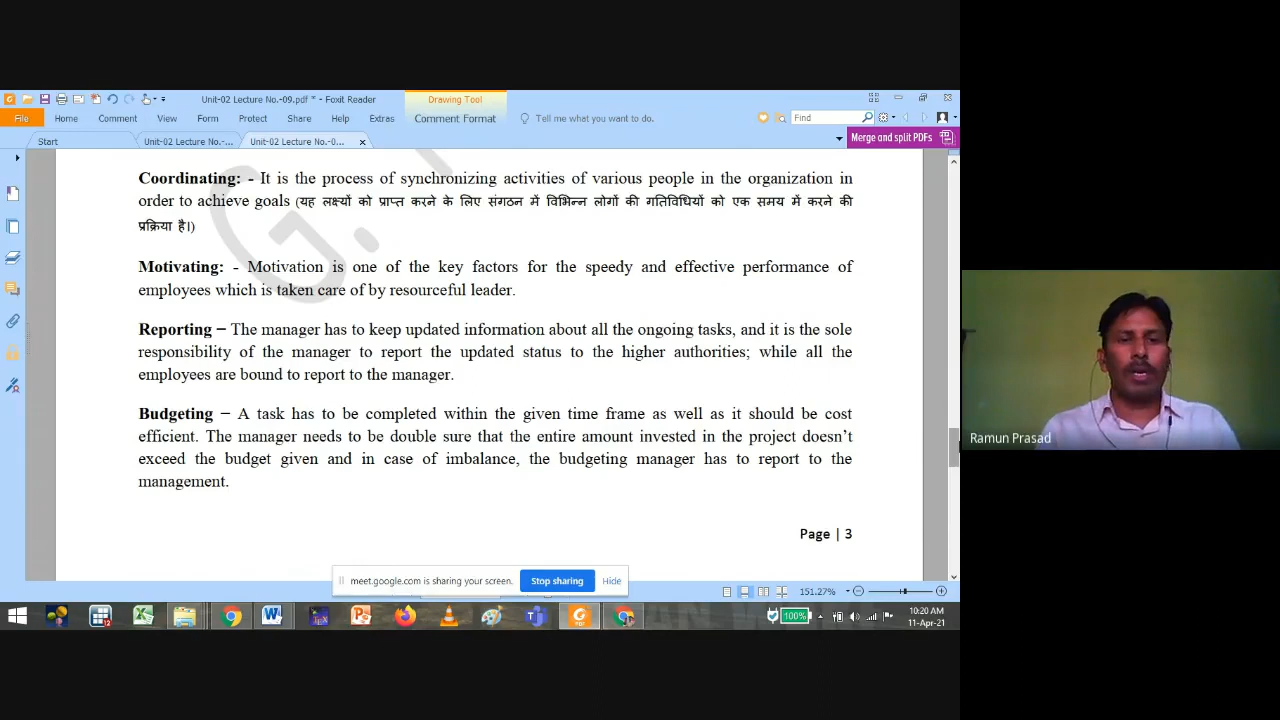 Unit-02 Lecture No.-09.pdf * - Foxit Reader
Drawing Tool
File Home Comment View Form Protect Share Help Extras Comment Format Tell me what you want to do. Find
Start Unit-02 Lecture No.-... Unit-02 Lecture No.-0... Merge and split PDFs
Coordinating: - It is the process of synchronizing activities of various people in the organization in
order to achieve goals (यह लक्ष्यों को प्राप्त करने के लिए संगठन में विभिन्न लोगों की गतिविधियों को एक समय में करने की
प्रक्रिया है।)
Motivating: - Motivation is one of the key factors for the speedy and effective performance of
employees which is taken care of by resourceful leader.
Reporting – The manager has to keep updated information about all the ongoing tasks, and it is the sole
responsibility of the manager to report the updated status to the higher authorities; while all the
employees are bound to report to the manager.
Budgeting – A task has to be completed within the given time frame as well as it should be cost
efficient. The manager needs to be double sure that the entire amount invested in the project doesn’t
exceed the budget given and in case of imbalance, the budgeting manager has to report to the
management.
Page | 3
meet.google.com is sharing your screen. Stop sharing Hide
151.27%
100%
10:20 AM
11-Apr-21
Ramun Prasad